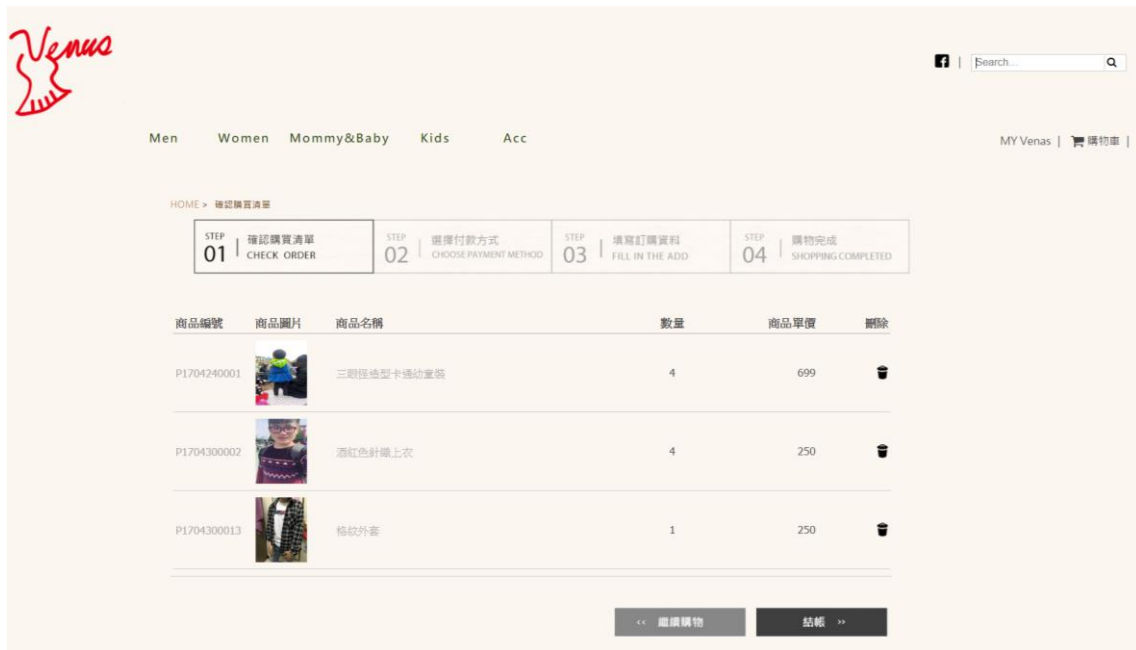 Venus
Search...
Men Women Mommy&Baby Kids Acc
MY Venas | 購物車 |
HOME > 確認購買清單
STEP 01 | 確認購買清單 CHECK ORDER
STEP 02 | 選擇付款方式 CHOOSE PAYMENT METHOD
STEP 03 | 填寫訂購資料 FILL IN THE ADD
STEP 04 | 購物完成 SHOPPING COMPLETED
商品編號 商品圖片 商品名稱 數量 商品單價 刪除
P1704240001 三眼怪造型卡通幼童裝 4 699
P1704300002 酒紅色針織上衣 4 250
P1704300013 格紋外套 1 250
‹‹ 繼續購物 結帳 ››